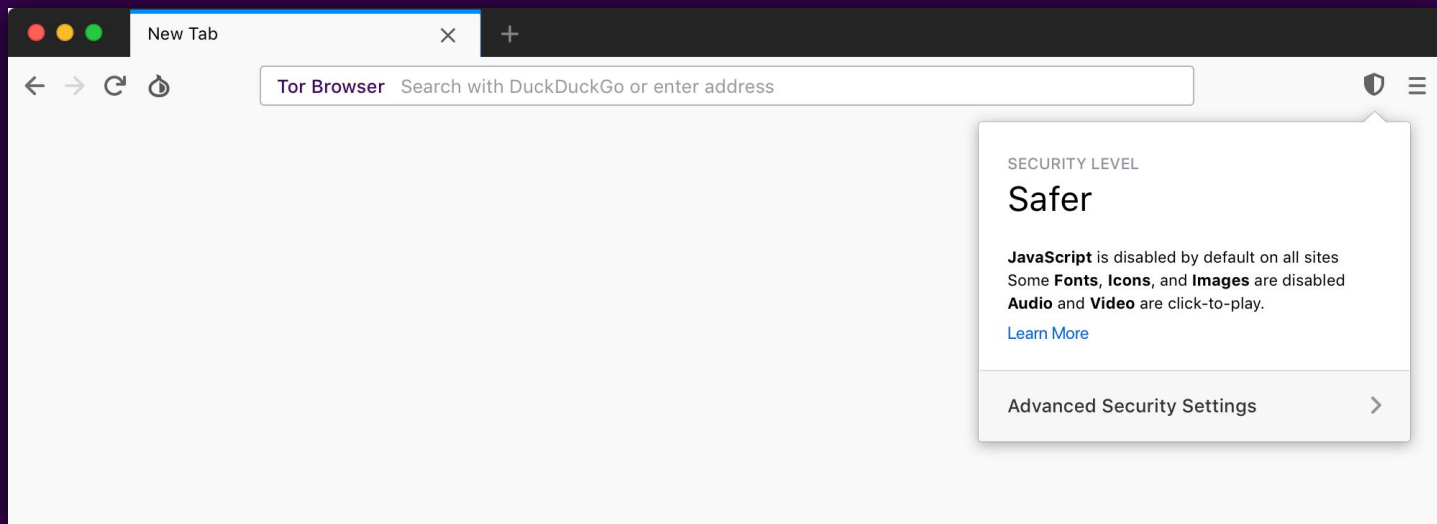 New Tab
Tor Browser Search with DuckDuckGo or enter address
SECURITY LEVEL
Safer
JavaScript is disabled by default on all sites
Some Fonts, Icons, and Images are disabled
Audio and Video are click-to-play.
Learn More
Advanced Security Settings